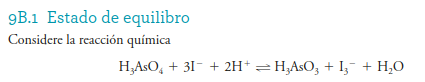 9B.1 Estado de equilibro
Considere la reacción química
H₃AsO₄ + 3I⁻ + 2H⁺ ⇌ H₃AsO₃ + I₃⁻ + H₂O